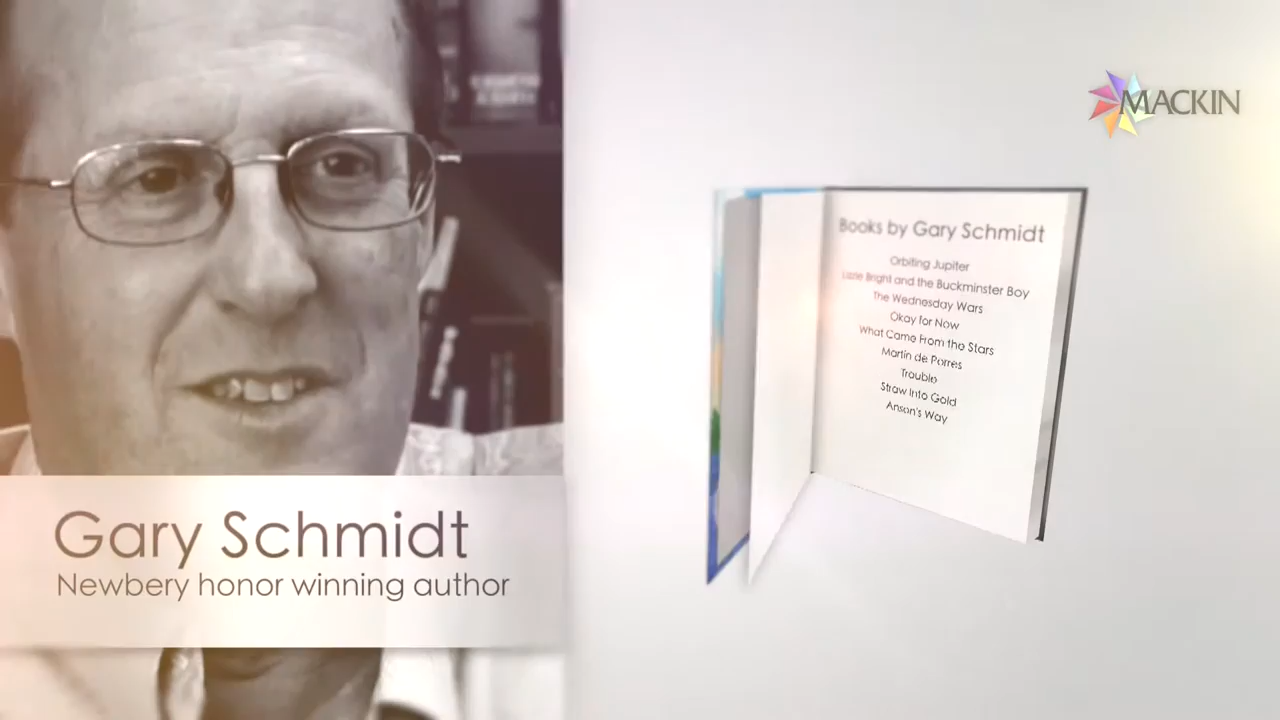 MACKIN
Books by Gary Schmidt
Orbiting Jupiter
Lizzie Bright and the Buckminster Boy
The Wednesday Wars
Okay for Now
What Came From the Stars
Martin de Porres
Trouble
Straw Into Gold
Anson's Way
Gary Schmidt
Newbery honor winning author